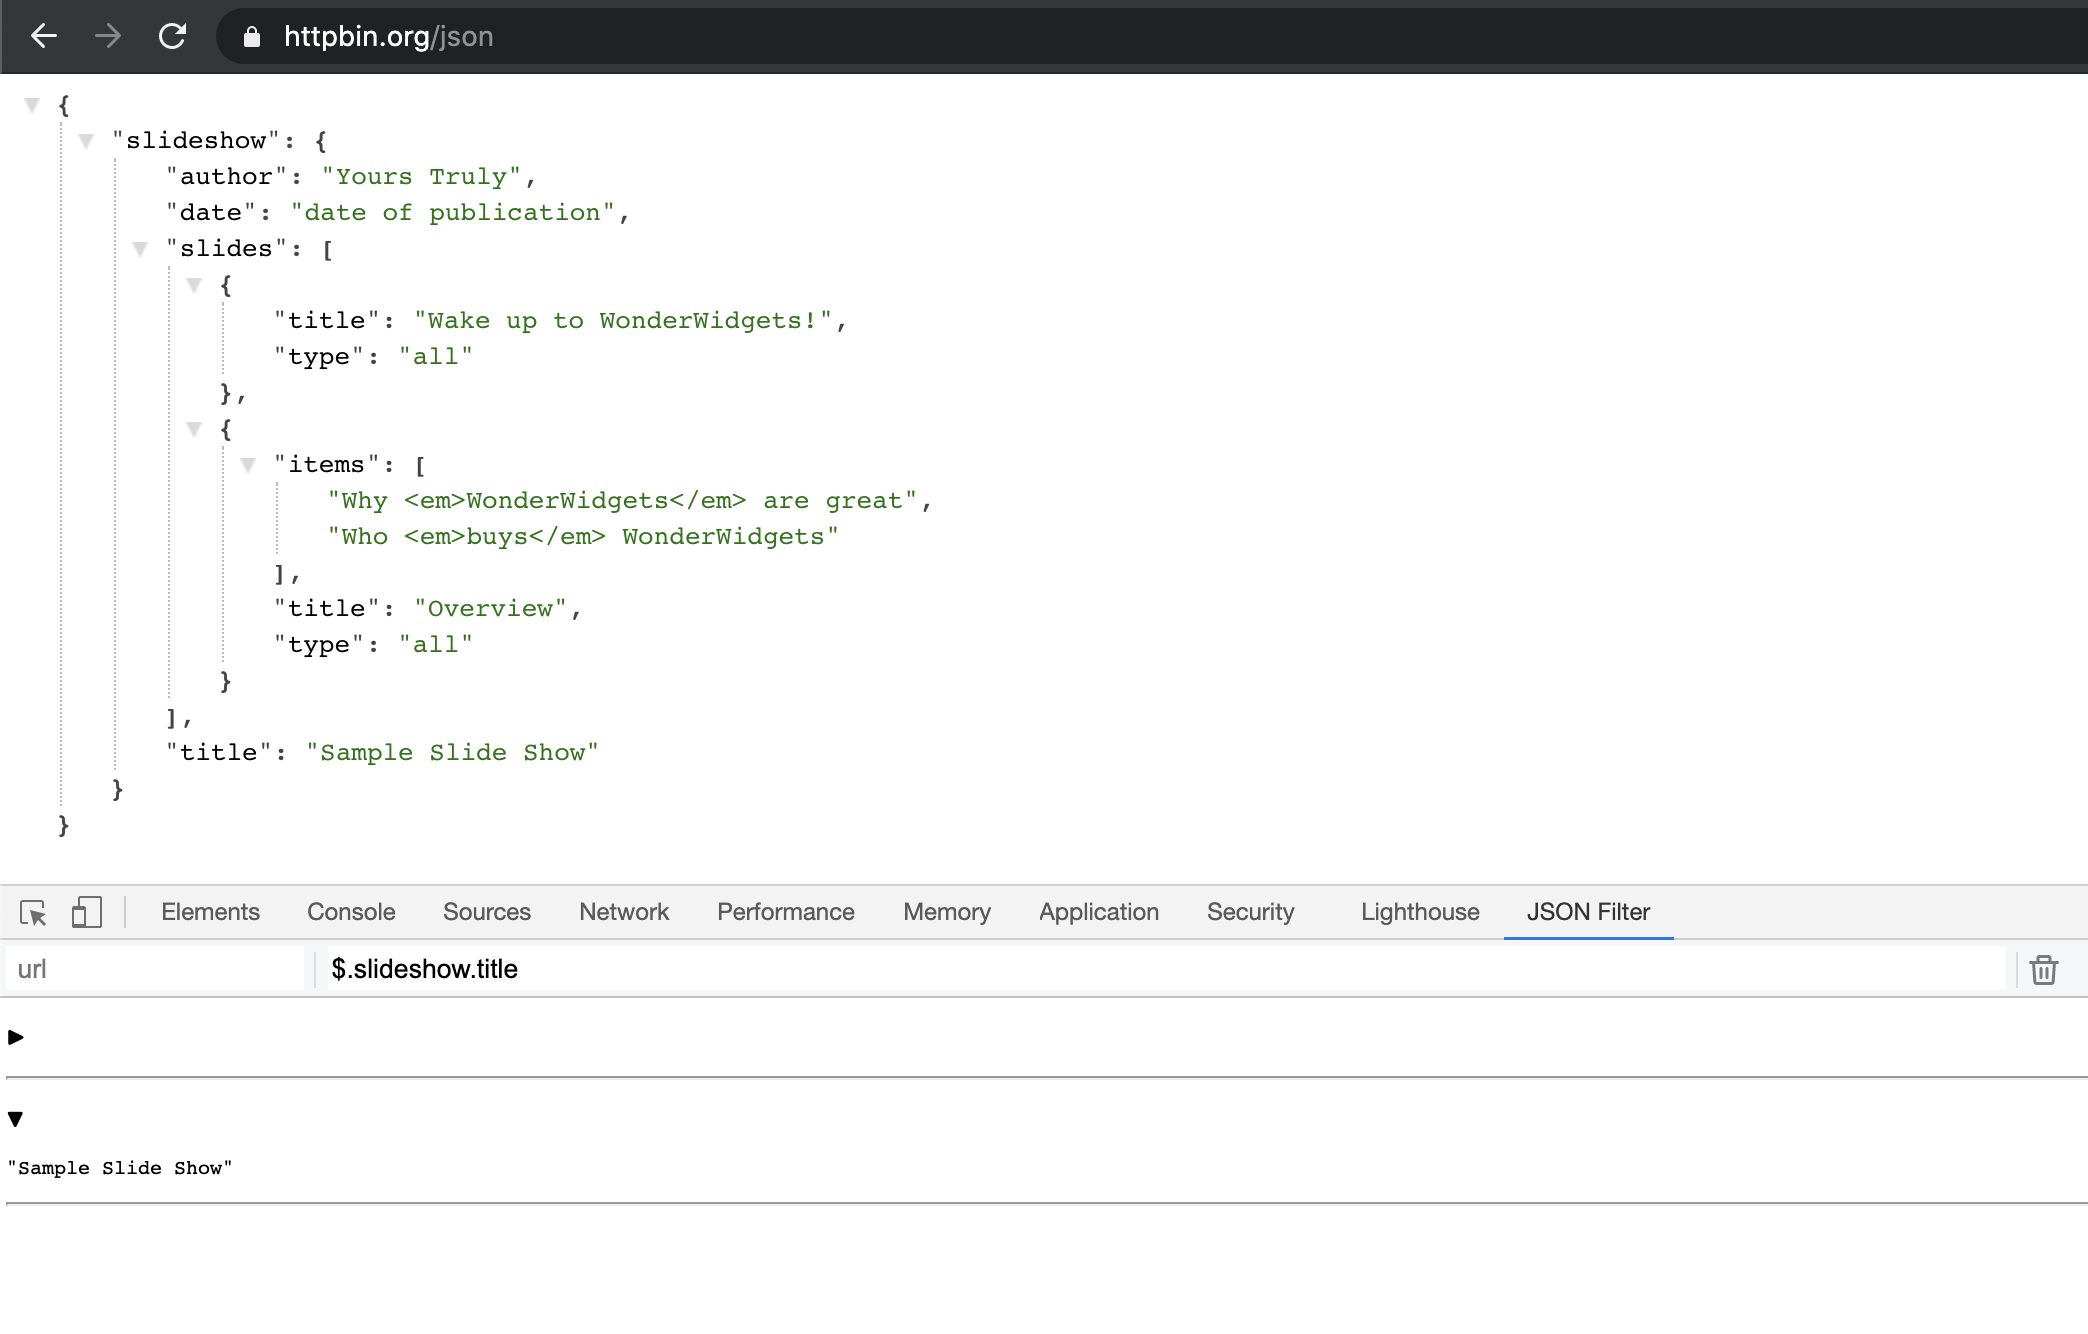 httpbin.org/json
{
"slideshow": {
"author": "Yours Truly",
"date": "date of publication",
"slides": [
{
"title": "Wake up to WonderWidgets!",
"type": "all"
},
{
"items": [
"Why <em>WonderWidgets</em> are great",
"Who <em>buys</em> WonderWidgets"
],
"title": "Overview",
"type": "all"
}
],
"title": "Sample Slide Show"
}
}
Elements Console Sources Network Performance Memory Application Security Lighthouse JSON Filter
url $.slideshow.title
"Sample Slide Show"